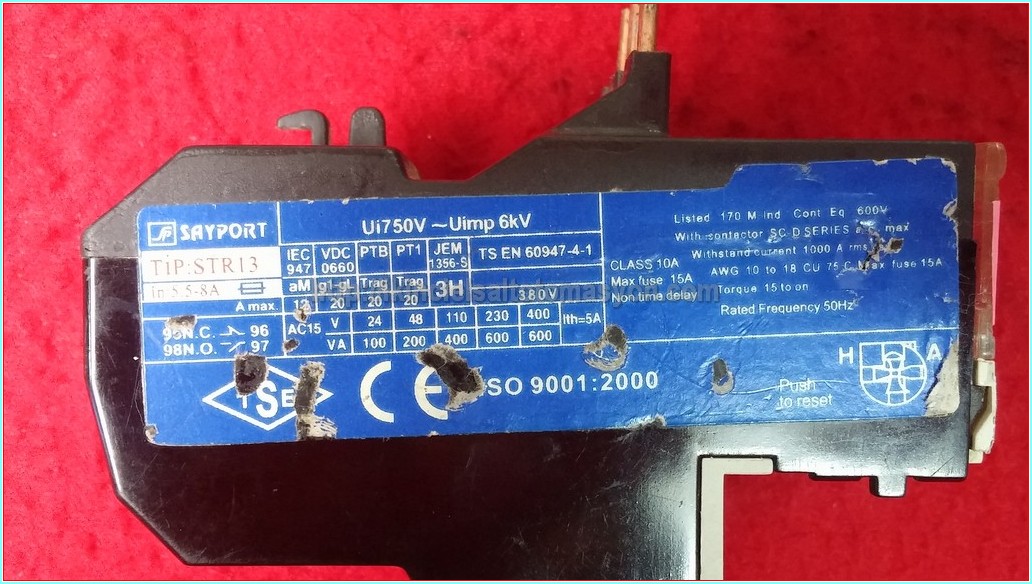 SAYPORT
TİP:STR13
In 5.5-8A
A max.
95N.C. 96
98N.O. 97
Ui750V ~Uimp 6kV
IEC 947 VDC 0660 PTB PT1 JEM 1356-S TS EN 60947-4-1
aM gl-gL Trag Trag 3H 380V
20 20 20
AC15 V 24 48 110 230 400 Ith=5A
VA 100 200 400 600 600
CLASS 10A
Max fuse 15A
Non time delay
Listed 170 M Ind Cont Eq 600V
With contactor SC-D SERIES max
Withstand current 1000 A rms
AWG 10 to 18 CU 75 C Max fuse 15A
Torque 15 to on
Rated Frequency 50Hz
TSE
CE
ISO 9001:2000
Push
to reset
H A